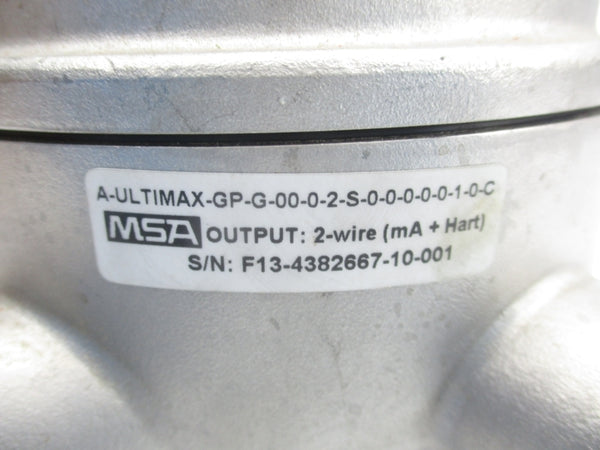 A-ULTIMAX-GP-G-00-0-2-S-0-0-0-0-0-1-0-C
MSA OUTPUT: 2-wire (mA + Hart)
S/N: F13-4382667-10-001